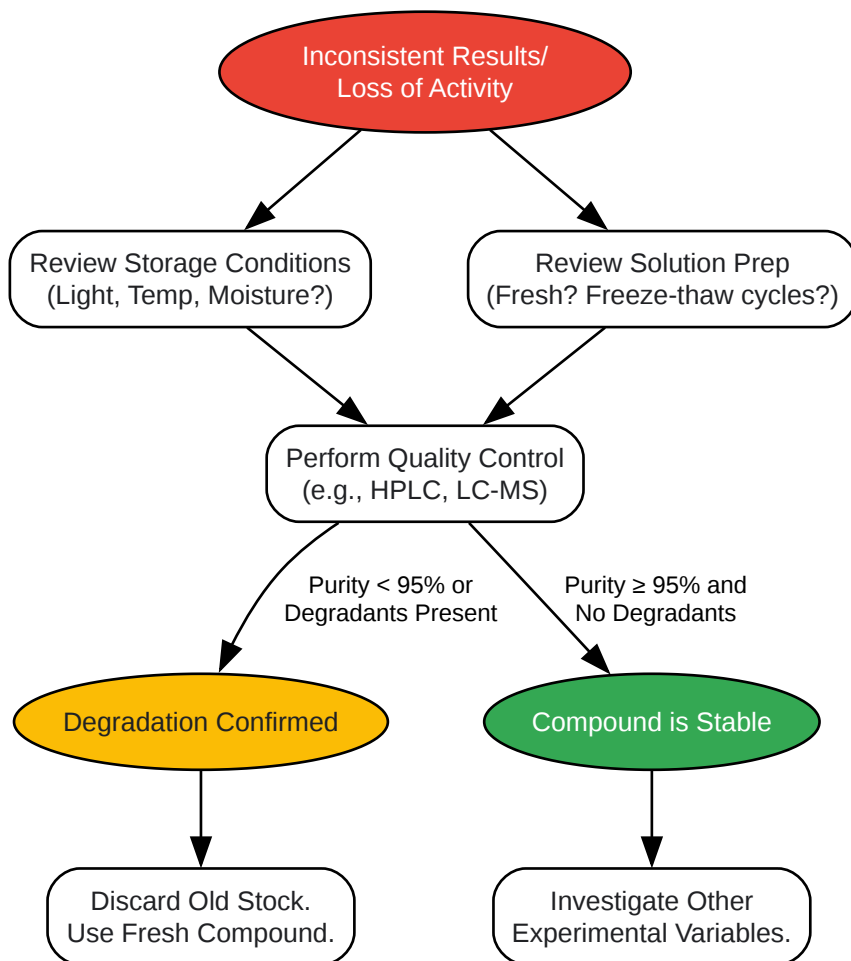 Inconsistent Results/
Loss of Activity
Review Storage Conditions
(Light, Temp, Moisture?)
Review Solution Prep
(Fresh? Freeze-thaw cycles?)
Perform Quality Control
(e.g., HPLC, LC-MS)
Purity < 95% or
Degradants Present
Purity ≥ 95% and
No Degradants
Degradation Confirmed
Compound is Stable
Discard Old Stock.
Use Fresh Compound.
Investigate Other
Experimental Variables.